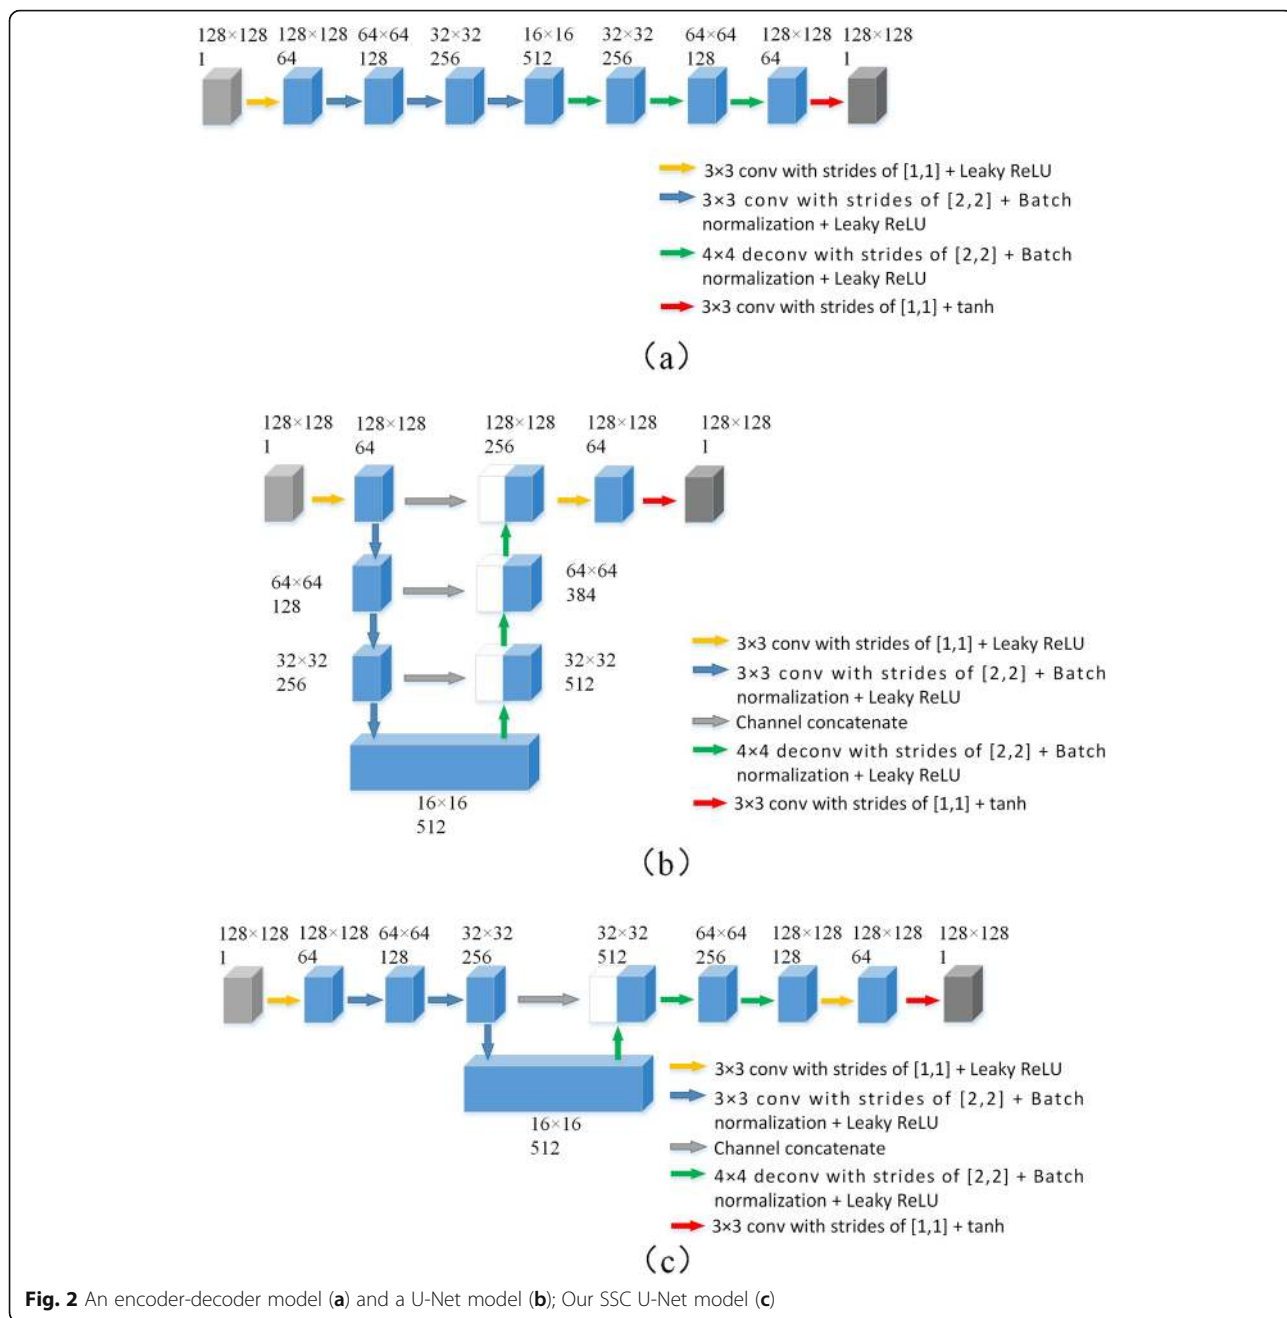 128×128 128×128 64×64 32×32 16×16 32×32 64×64 128×128 128×128
1 64 128 256 512 256 128 64 1
3×3 conv with strides of [1,1] + Leaky ReLU
3×3 conv with strides of [2,2] + Batch
normalization + Leaky ReLU
4×4 deconv with strides of [2,2] + Batch
normalization + Leaky ReLU
3×3 conv with strides of [1,1] + tanh
(a)
128×128 128×128 128×128 128×128 128×128
1 64 256 64 1
64×64 64×64
128 384
32×32 32×32
256 512
16×16
512
3×3 conv with strides of [1,1] + Leaky ReLU
3×3 conv with strides of [2,2] + Batch
normalization + Leaky ReLU
Channel concatenate
4×4 deconv with strides of [2,2] + Batch
normalization + Leaky ReLU
3×3 conv with strides of [1,1] + tanh
(b)
128×128 128×128 64×64 32×32 32×32 64×64 128×128 128×128 128×128
1 64 128 256 512 256 128 64 1
16×16
512
3×3 conv with strides of [1,1] + Leaky ReLU
3×3 conv with strides of [2,2] + Batch
normalization + Leaky ReLU
Channel concatenate
4×4 deconv with strides of [2,2] + Batch
normalization + Leaky ReLU
3×3 conv with strides of [1,1] + tanh
(c)
Fig. 2 An encoder-decoder model (a) and a U-Net model (b); Our SSC U-Net model (c)